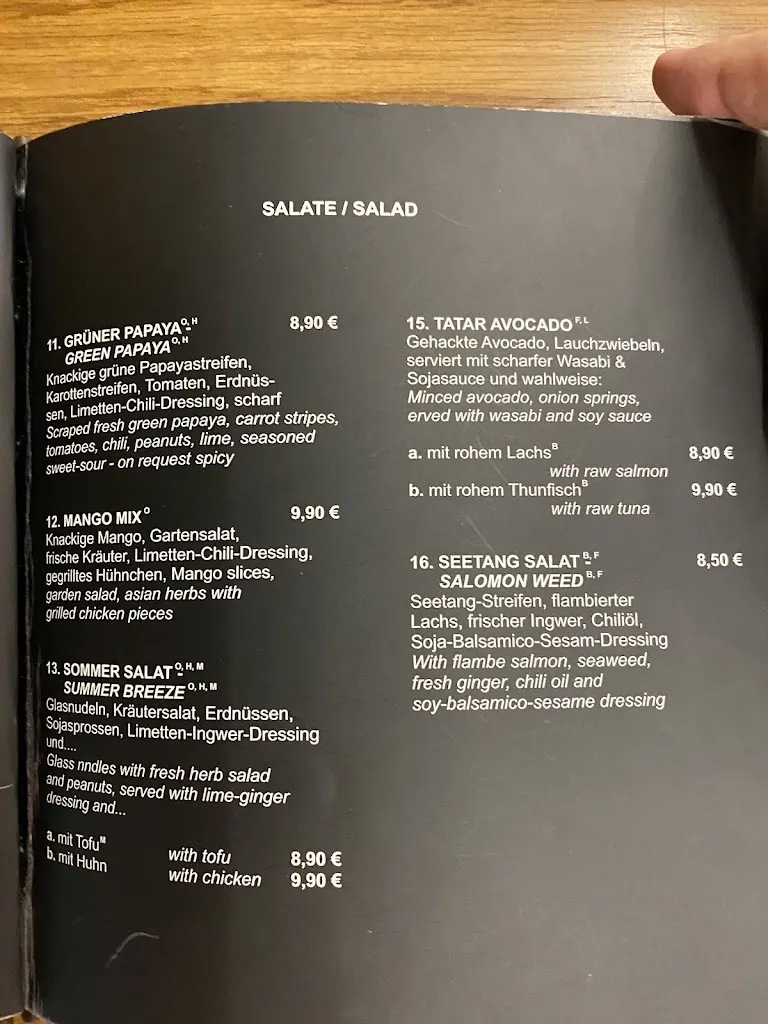 SALATE / SALAD
11. GRÜNER PAPAYA O, H 8,90 €
GREEN PAPAYA O, H
Knackige grüne Papayastreifen,
Karottenstreifen, Tomaten, Erdnüs-
sen, Limetten-Chili-Dressing, scharf
Scraped fresh green papaya, carrot stripes,
tomatoes, chili, peanuts, lime, seasoned
sweet-sour - on request spicy
12. MANGO MIX O 9,90 €
Knackige Mango, Gartensalat,
frische Kräuter, Limetten-Chili-Dressing,
gegrilltes Hühnchen, Mango slices,
garden salad, asian herbs with
grilled chicken pieces
13. SOMMER SALAT O, H, M
SUMMER BREEZE O, H, M
Glasnudeln, Kräutersalat, Erdnüssen,
Sojasprossen, Limetten-Ingwer-Dressing
und....
Glass nndles with fresh herb salad
and peanuts, served with lime-ginger
dressing and...
a. mit Tofu M with tofu 8,90 €
b. mit Huhn with chicken 9,90 €
15. TATAR AVOCADO F, L
Gehackte Avocado, Lauchzwiebeln,
serviert mit scharfer Wasabi &
Sojasauce und wahlweise:
Minced avocado, onion springs,
erved with wasabi and soy sauce
a. mit rohem Lachs B 8,90 €
with raw salmon
b. mit rohem Thunfisch B 9,90 €
with raw tuna
16. SEETANG SALAT B, F 8,50 €
SALOMON WEED B, F
Seetang-Streifen, flambierter
Lachs, frischer Ingwer, Chiliöl,
Soja-Balsamico-Sesam-Dressing
With flambe salmon, seaweed,
fresh ginger, chili oil and
soy-balsamico-sesame dressing